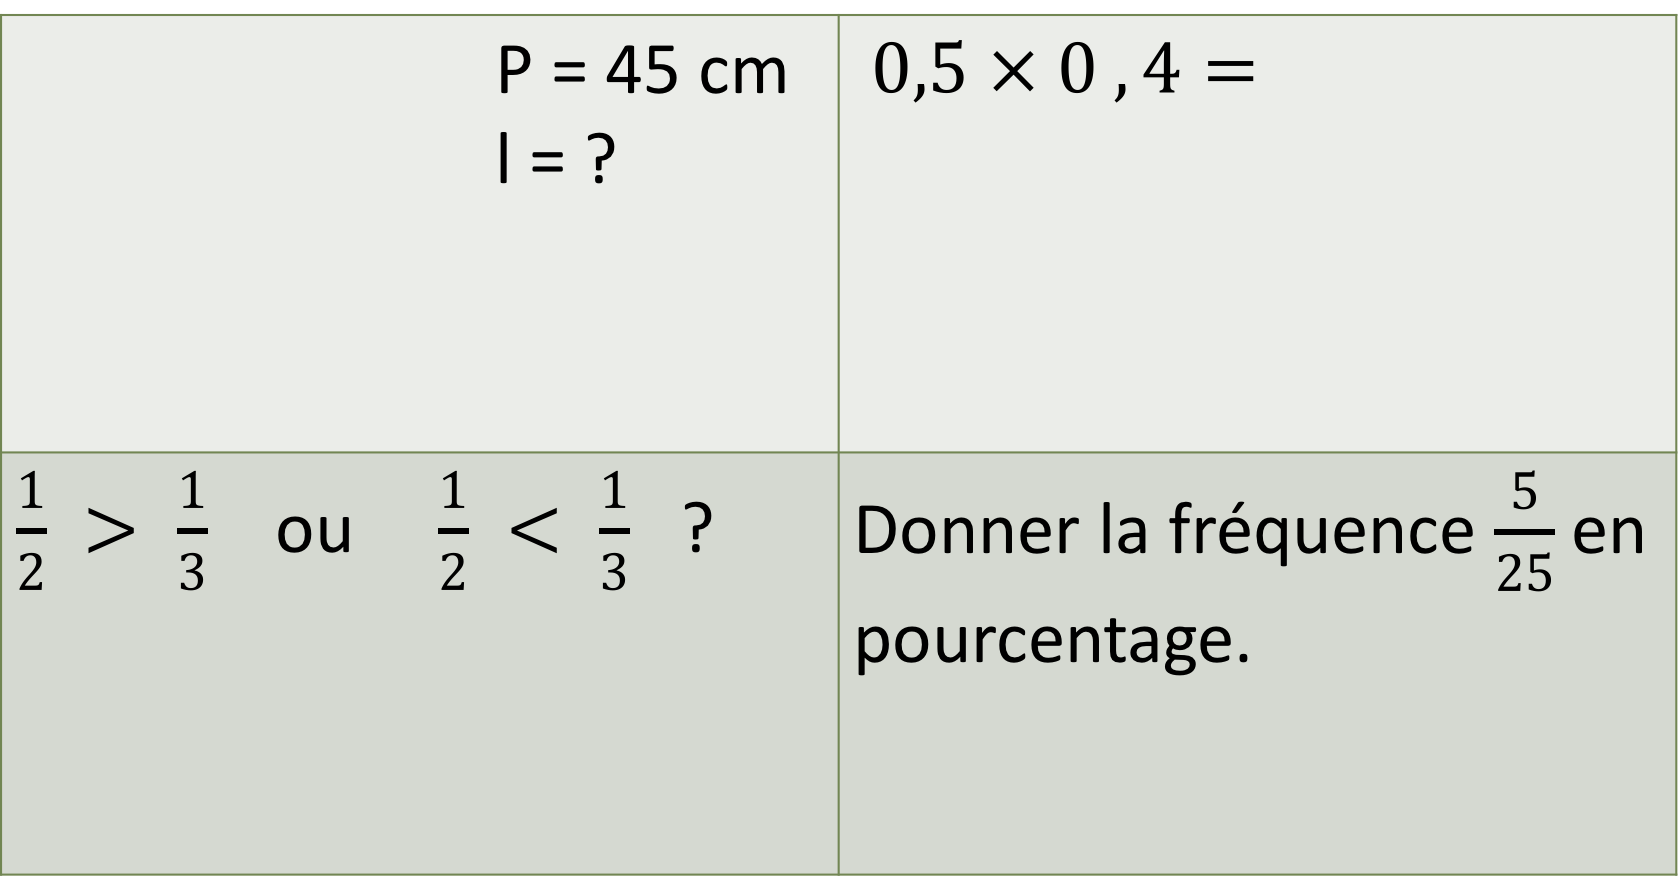 P = 45 cm
l = ?
0,5 × 0 , 4 =
1/2 > 1/3 ou 1/2 < 1/3 ?
Donner la fréquence 5/25 en
pourcentage.